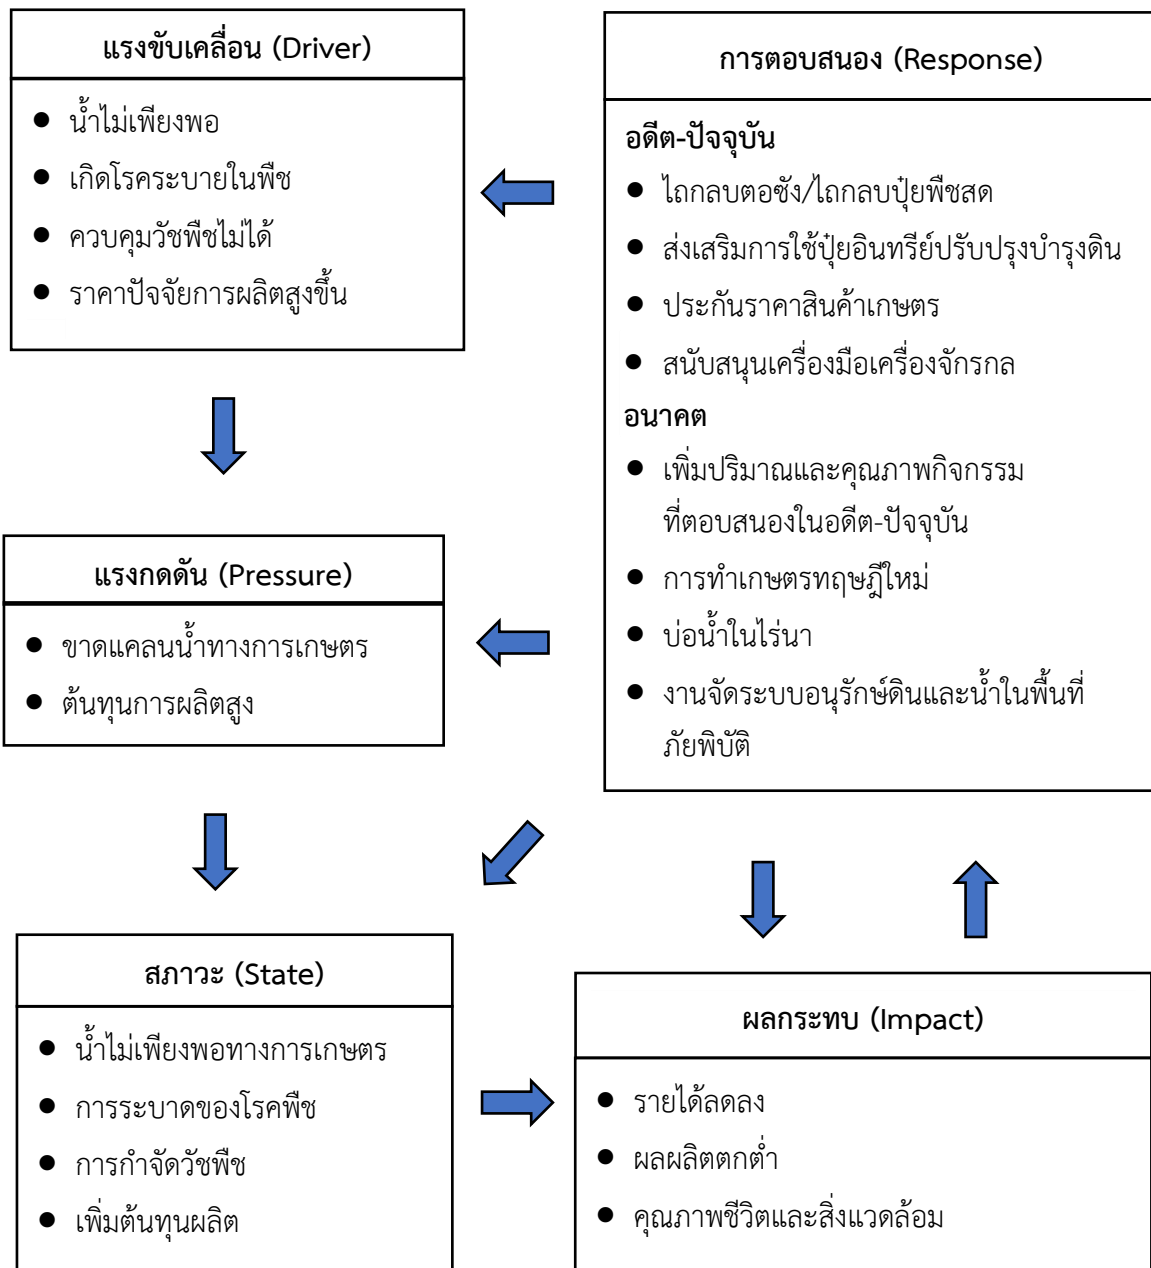 แรงขับเคลื่อน (Driver)
● น้ำไม่เพียงพอ
● เกิดโรคระบายในพืช
● ควบคุมวัชพืชไม่ได้
● ราคาปัจจัยการผลิตสูงขึ้น
การตอบสนอง (Response)
อดีต-ปัจจุบัน
● ไถกลบตอซัง/ไถกลบปุ๋ยพืชสด
● ส่งเสริมการใช้ปุ๋ยอินทรีย์ปรับปรุงบำรุงดิน
● ประกันราคาสินค้าเกษตร
● สนับสนุนเครื่องมือเครื่องจักรกล
อนาคต
● เพิ่มปริมาณและคุณภาพกิจกรรม
ที่ตอบสนองในอดีต-ปัจจุบัน
● การทำเกษตรทฤษฎีใหม่
● บ่อน้ำในไร่นา
● งานจัดระบบอนุรักษ์ดินและน้ำในพื้นที่
ภัยพิบัติ
แรงกดดัน (Pressure)
● ขาดแคลนน้ำทางการเกษตร
● ต้นทุนการผลิตสูง
สภาวะ (State)
● น้ำไม่เพียงพอทางการเกษตร
● การระบาดของโรคพืช
● การกำจัดวัชพืช
● เพิ่มต้นทุนผลิต
ผลกระทบ (Impact)
● รายได้ลดลง
● ผลผลิตตกต่ำ
● คุณภาพชีวิตและสิ่งแวดล้อม